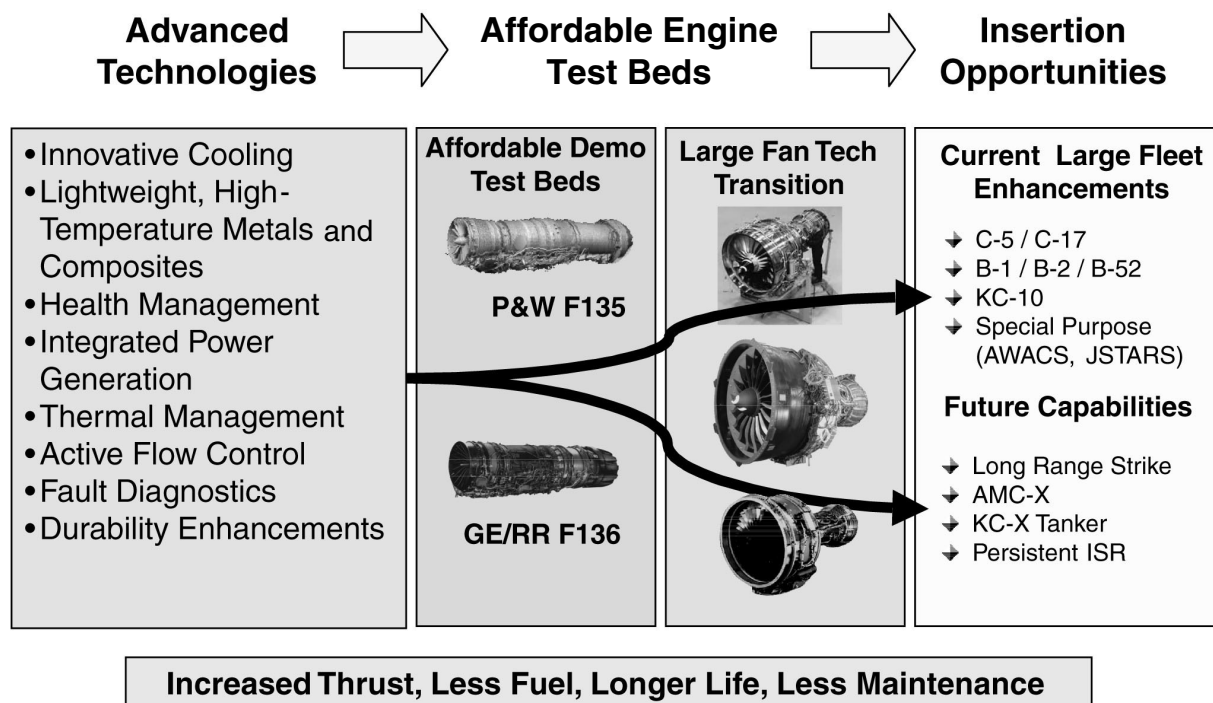 Advanced
Technologies
Affordable Engine
Test Beds
Insertion
Opportunities
•Innovative Cooling
•Lightweight, High-
Temperature Metals and
Composites
•Health Management
•Integrated Power
Generation
•Thermal Management
•Active Flow Control
•Fault Diagnostics
•Durability Enhancements
Affordable Demo
Test Beds
P&W F135
GE/RR F136
Large Fan Tech
Transition
Current Large Fleet
Enhancements
C-5 / C-17
B-1 / B-2 / B-52
KC-10
Special Purpose
(AWACS, JSTARS)
Future Capabilities
Long Range Strike
AMC-X
KC-X Tanker
Persistent ISR
Increased Thrust, Less Fuel, Longer Life, Less Maintenance